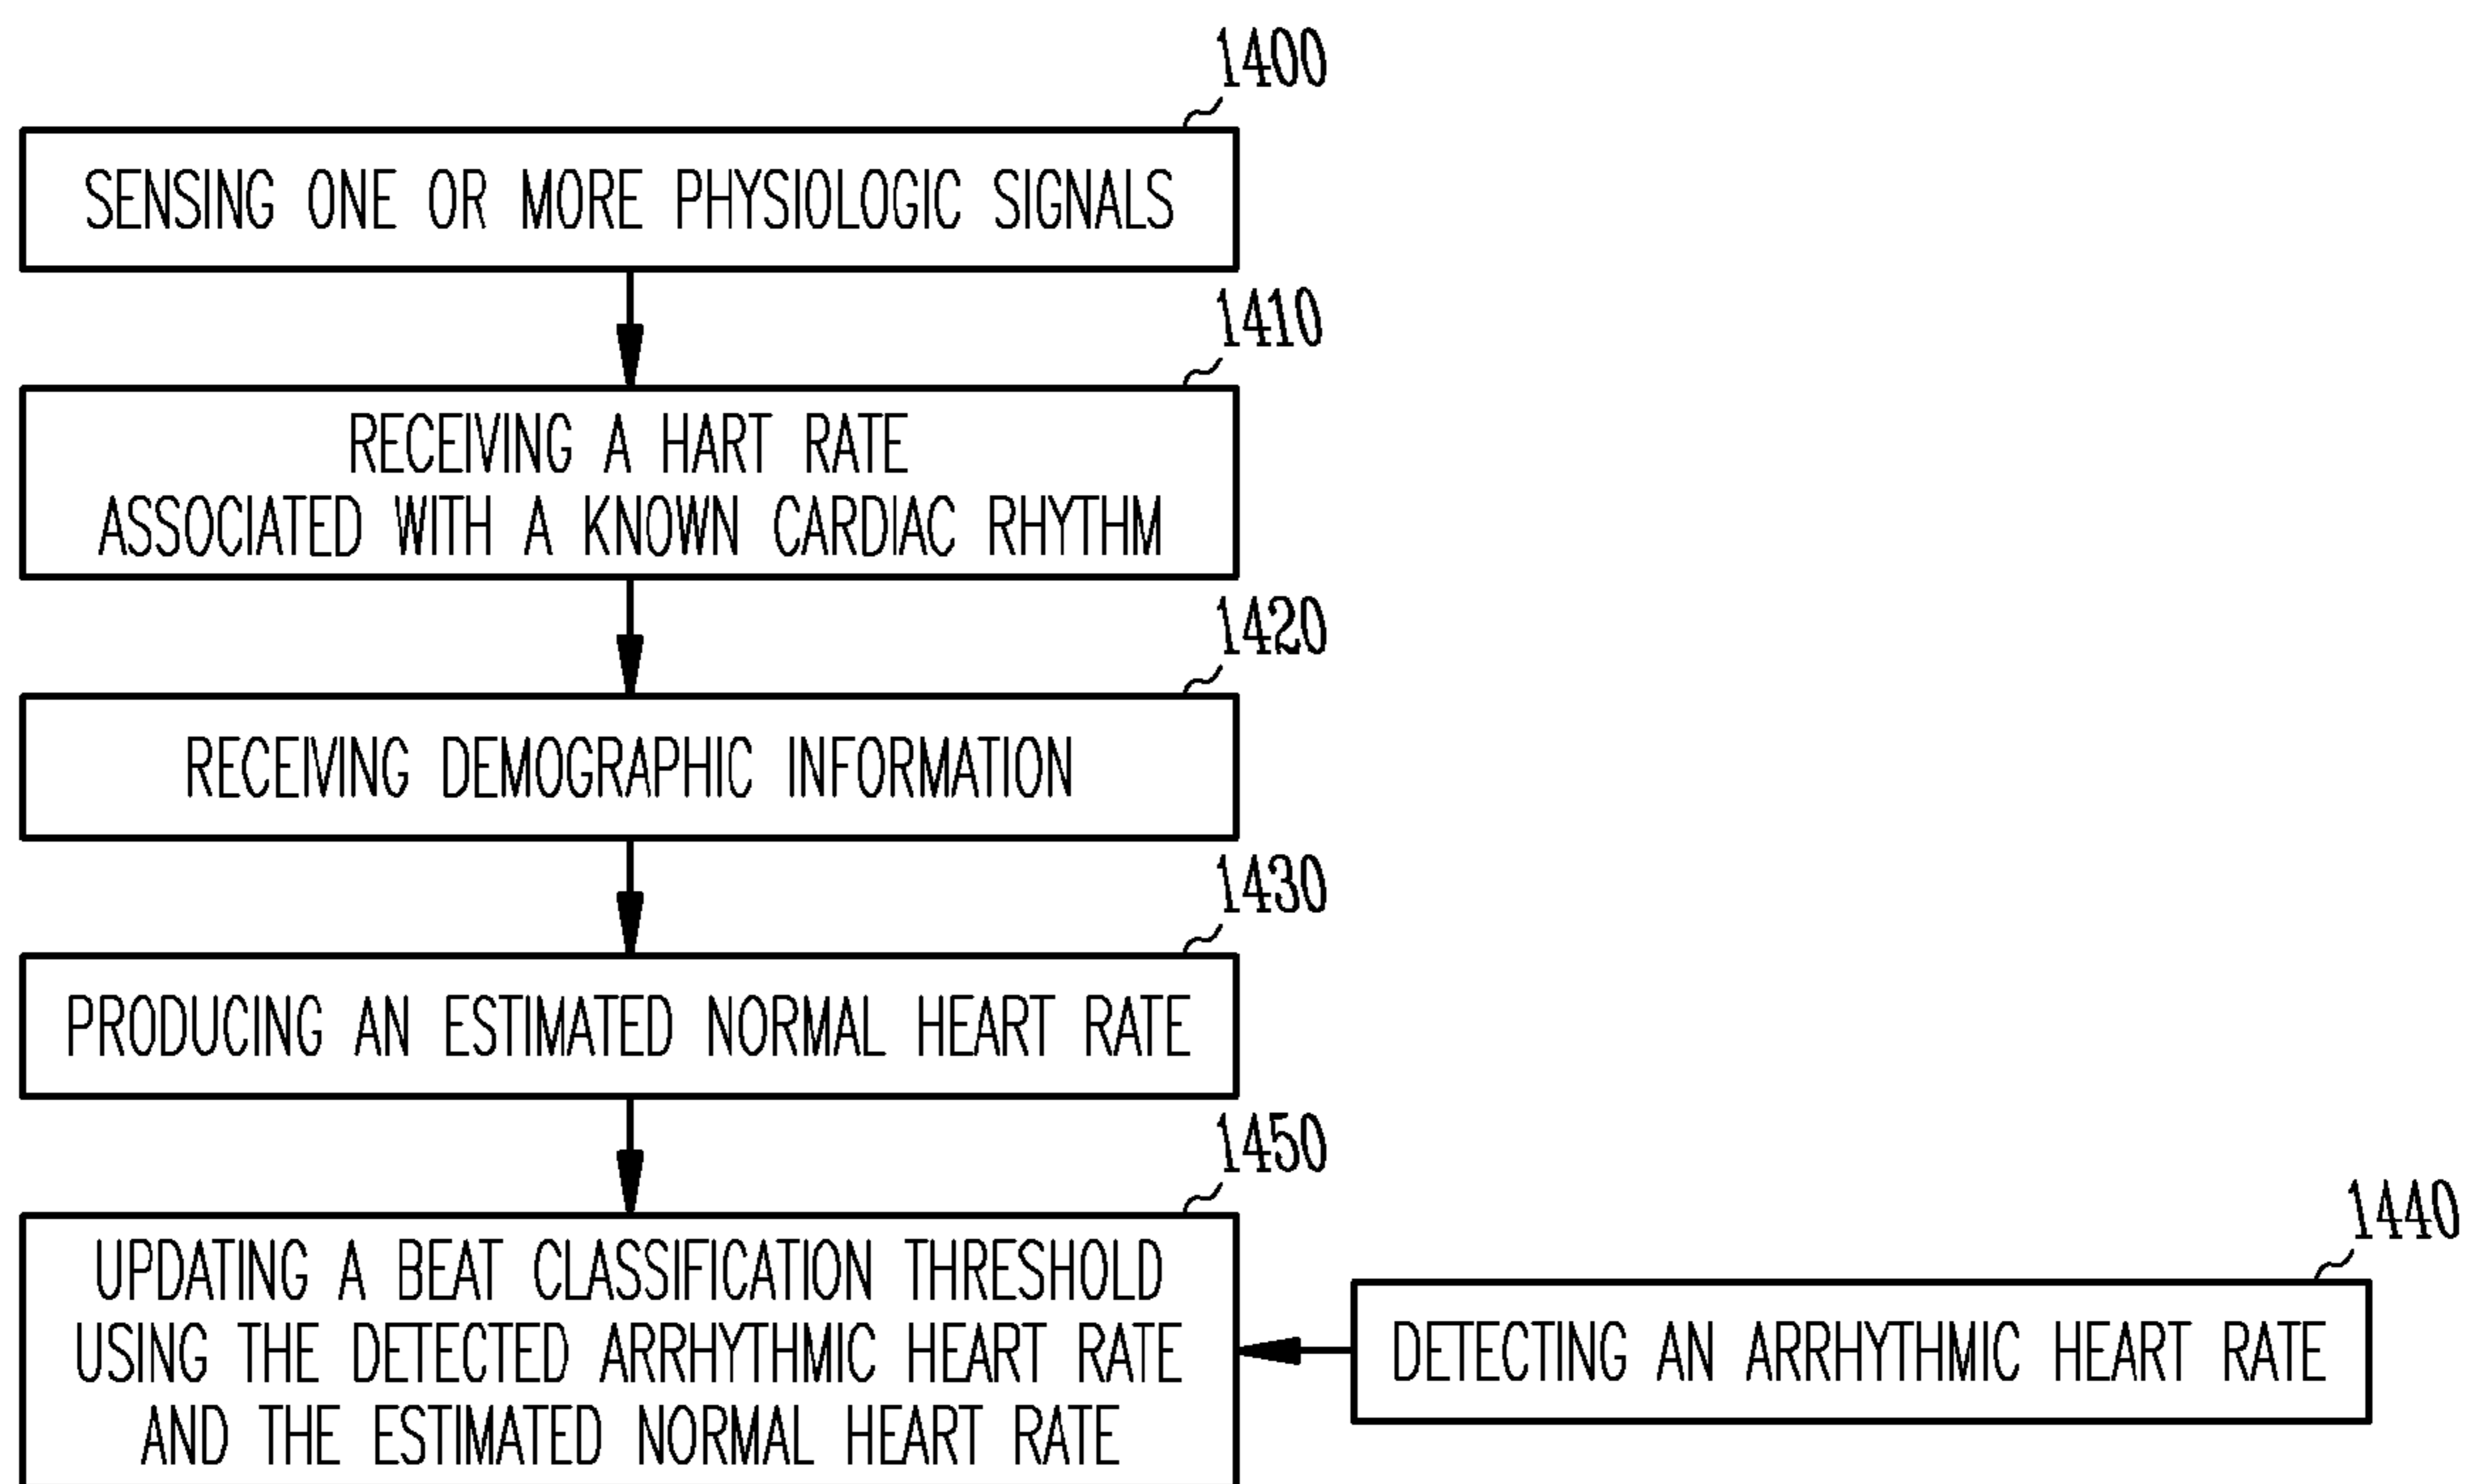 1400
SENSING ONE OR MORE PHYSIOLOGIC SIGNALS
1410
RECEIVING A HART RATE
ASSOCIATED WITH A KNOWN CARDIAC RHYTHM
1420
RECEIVING DEMOGRAPHIC INFORMATION
1430
PRODUCING AN ESTIMATED NORMAL HEART RATE
1450
UPDATING A BEAT CLASSIFICATION THRESHOLD
USING THE DETECTED ARRHYTHMIC HEART RATE
AND THE ESTIMATED NORMAL HEART RATE
1440
DETECTING AN ARRHYTHMIC HEART RATE